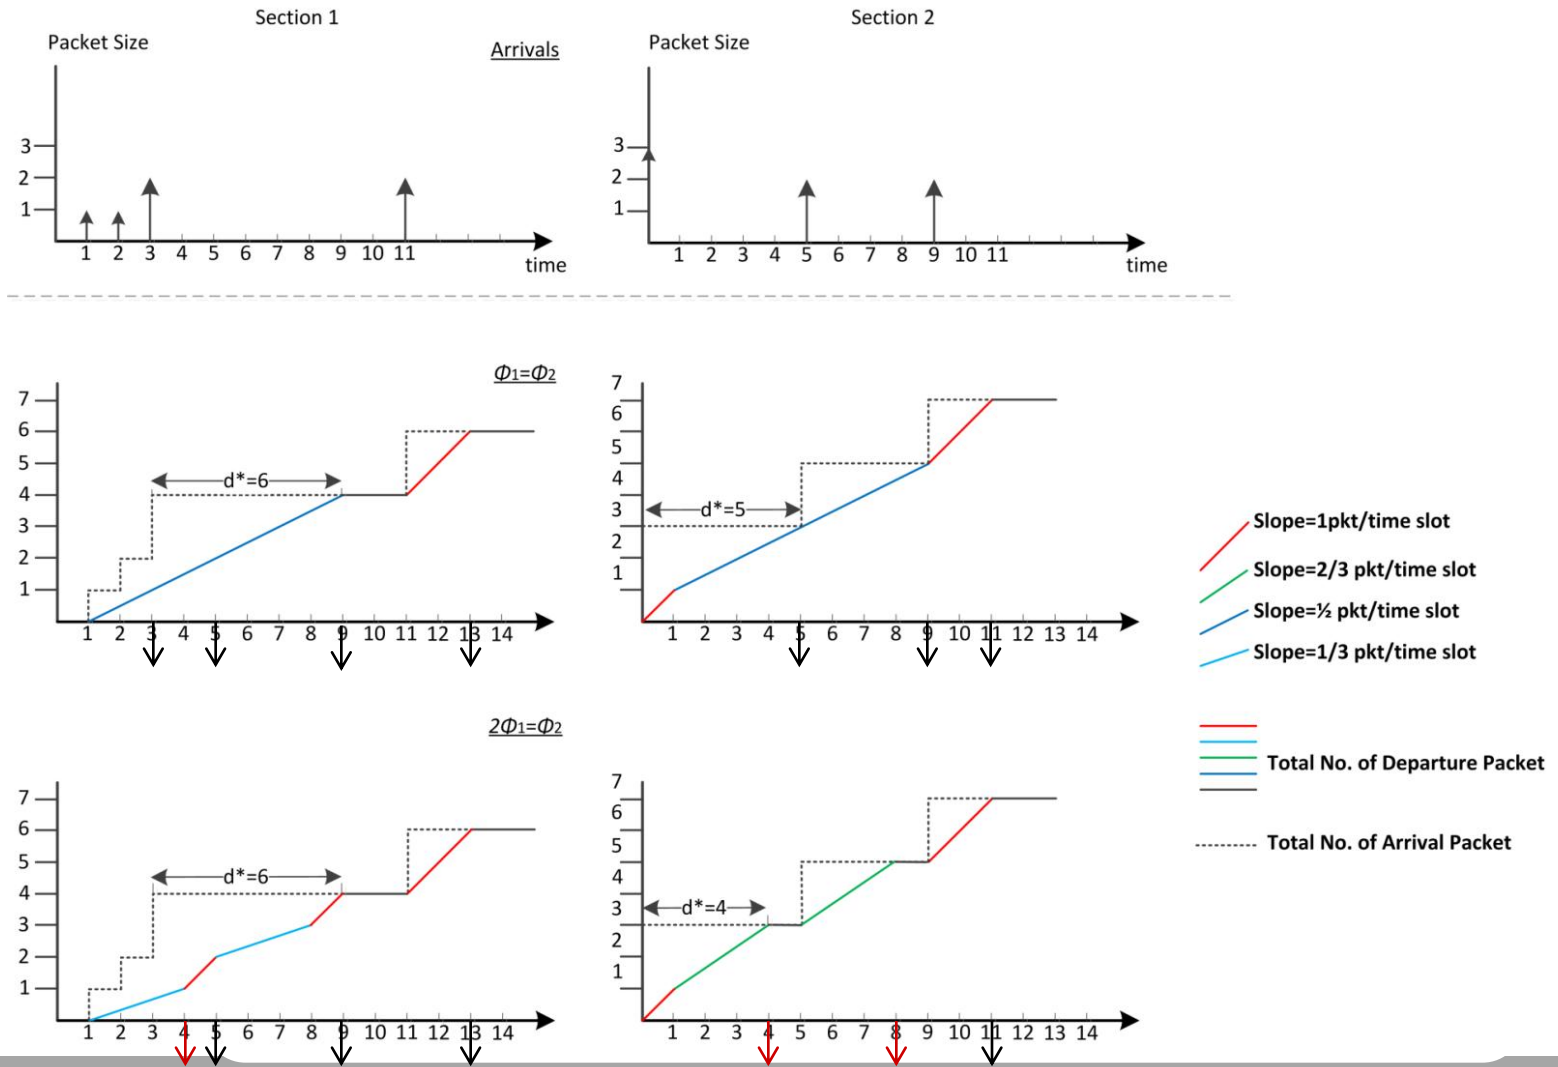 Section 1
Section 2
Packet Size
Arrivals
Packet Size
3
2
1
1 2 3 4 5 6 7 8 9 10 11
time
3
2
1
1 2 3 4 5 6 7 8 9 10 11
time
Φ1=Φ2
7
6
5
4
3
2
1
d*=6
1 2 3 4 5 6 7 8 9 10 11 12 13 14
7
6
5
4
3
2
1
d*=5
1 2 3 4 5 6 7 8 9 10 11 12 13 14
Slope=1pkt/time slot
Slope=2/3 pkt/time slot
Slope=½ pkt/time slot
Slope=1/3 pkt/time slot
2Φ1=Φ2
7
6
5
4
3
2
1
d*=6
1 2 3 4 5 6 7 8 9 10 11 12 13 14
7
6
5
4
3
2
1
d*=4
1 2 3 4 5 6 7 8 9 10 11 12 13 14
Total No. of Departure Packet
Total No. of Arrival Packet